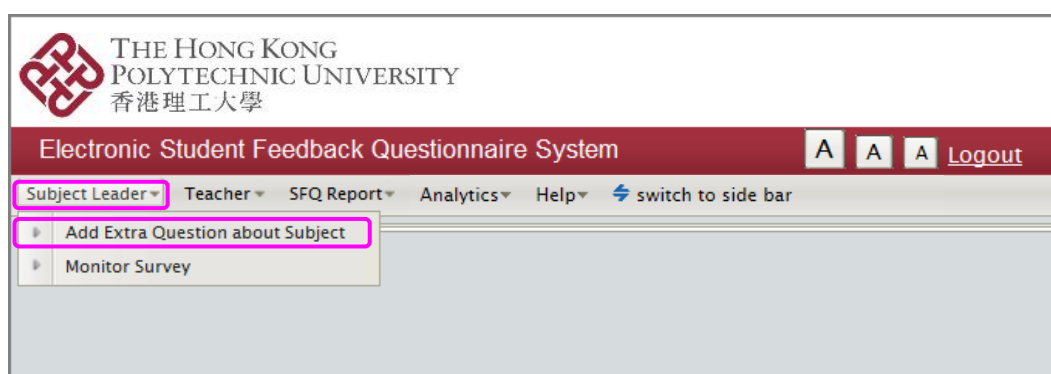 THE HONG KONG
POLYTECHNIC UNIVERSITY
香港理工大學
Electronic Student Feedback Questionnaire System A A A Logout
Subject Leader Teacher SFQ Report Analytics Help switch to side bar
Add Extra Question about Subject
Monitor Survey